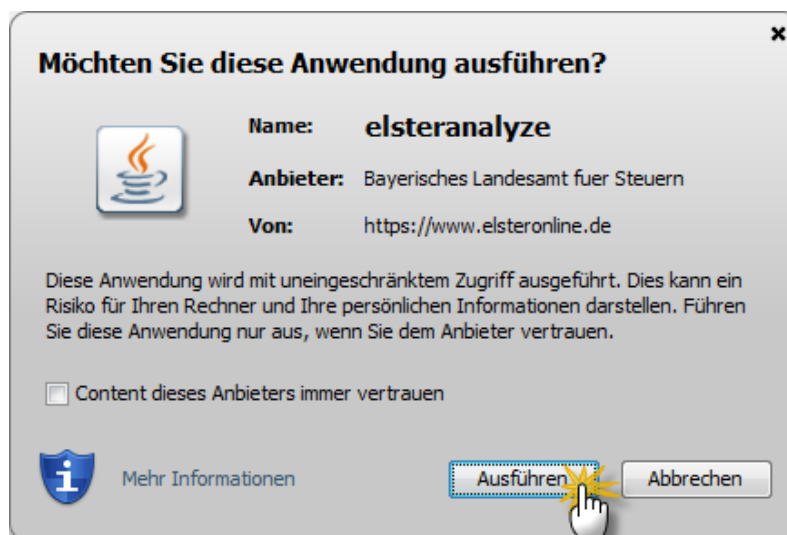 Möchten Sie diese Anwendung ausführen?
Name: elsteranalyze
Anbieter: Bayerisches Landesamt fuer Steuern
Von: https://www.elsteronline.de
Diese Anwendung wird mit uneingeschränktem Zugriff ausgeführt. Dies kann ein
Risiko für Ihren Rechner und Ihre persönlichen Informationen darstellen. Führen
Sie diese Anwendung nur aus, wenn Sie dem Anbieter vertrauen.
Content dieses Anbieters immer vertrauen
Mehr Informationen Ausführen Abbrechen